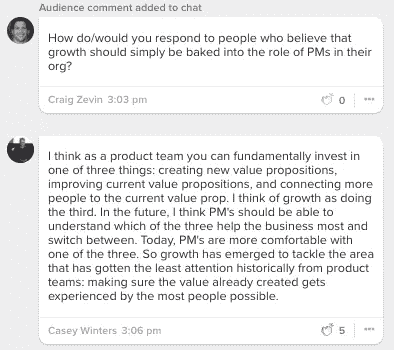 Audience comment added to chat
How do/would you respond to people who believe that
growth should simply be baked into the role of PMs in their
org?
Craig Zevin 3:03 pm
0
I think as a product team you can fundamentally invest in
one of three things: creating new value propositions,
improving current value propositions, and connecting more
people to the current value prop. I think of growth as doing
the third. In the future, I think PM's should be able to
understand which of the three help the business most and
switch between. Today, PM's are more comfortable with
one of the three. So growth has emerged to tackle the area
that has gotten the least attention historically from product
teams: making sure the value already created gets
experienced by the most people possible.
Casey Winters 3:06 pm
5